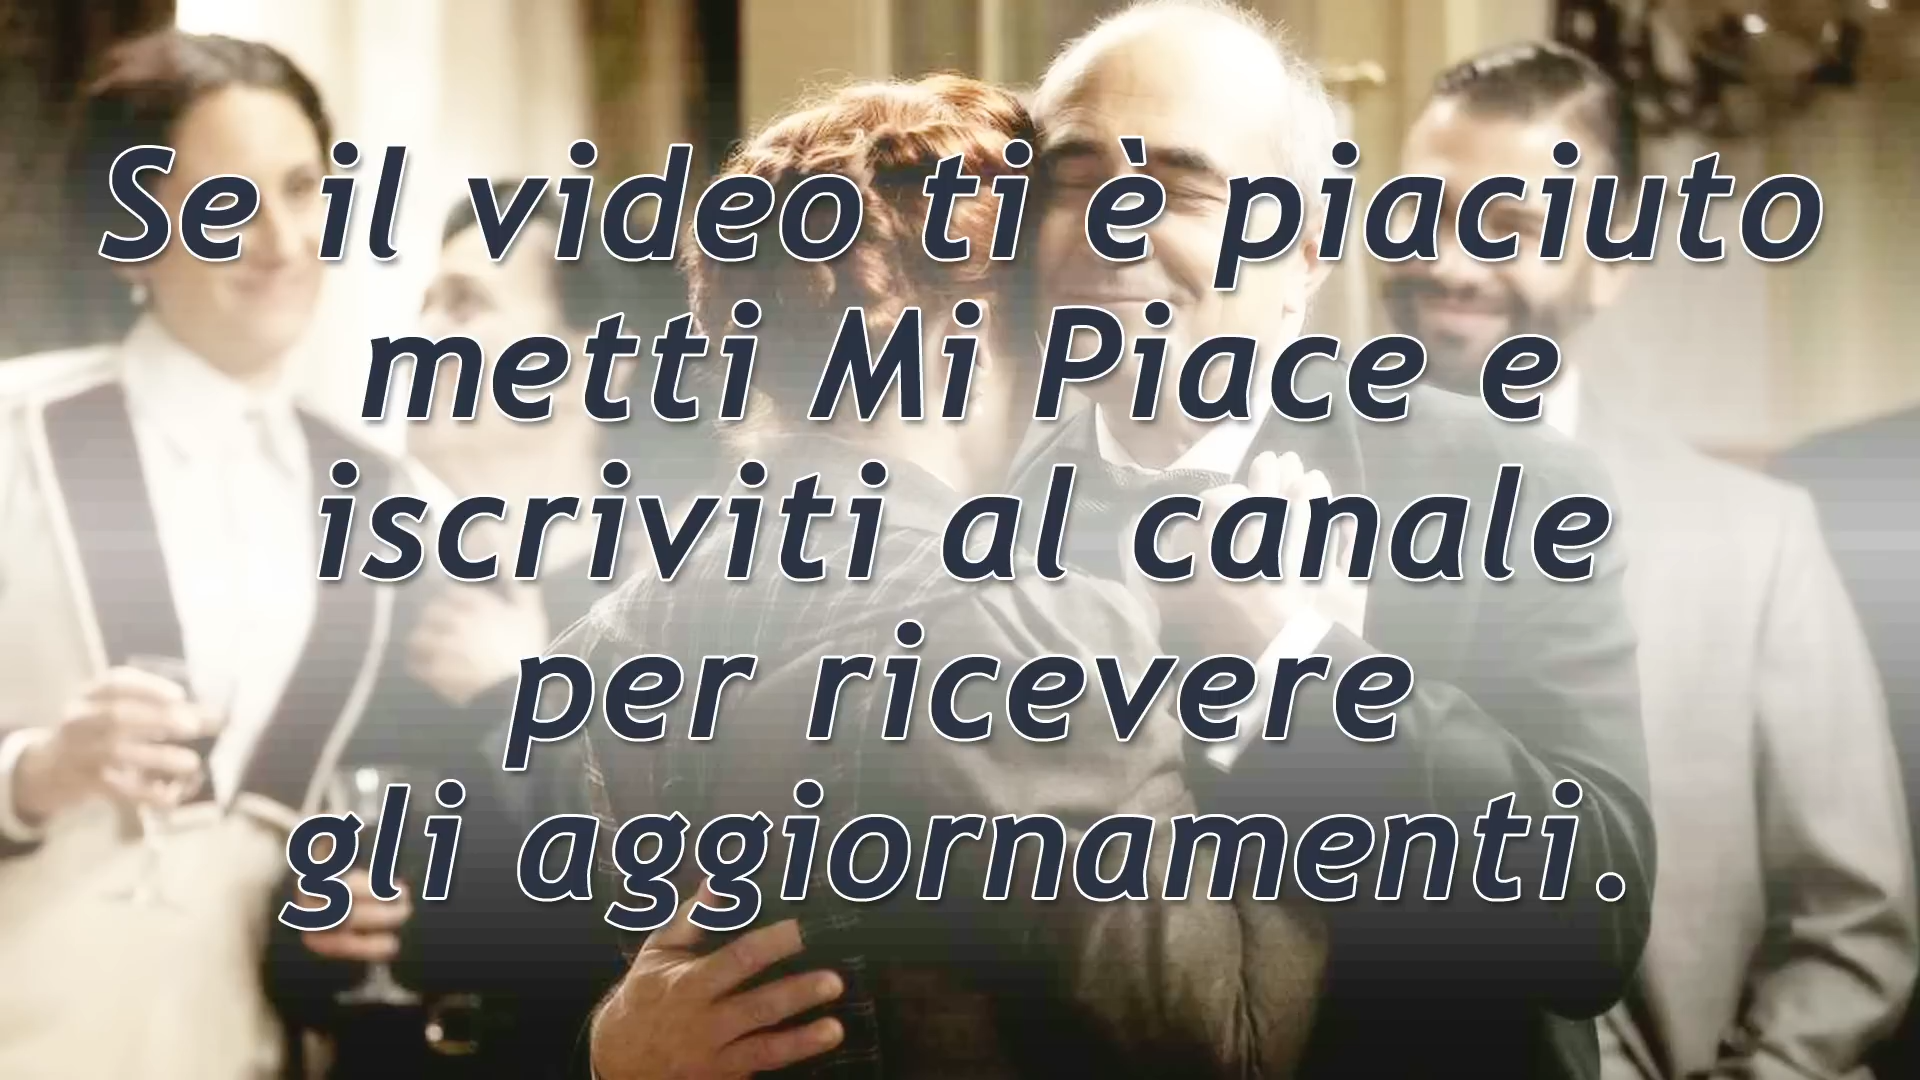 Se il video ti è piaciuto
metti Mi Piace e
iscriviti al canale
per ricevere
gli aggiornamenti.